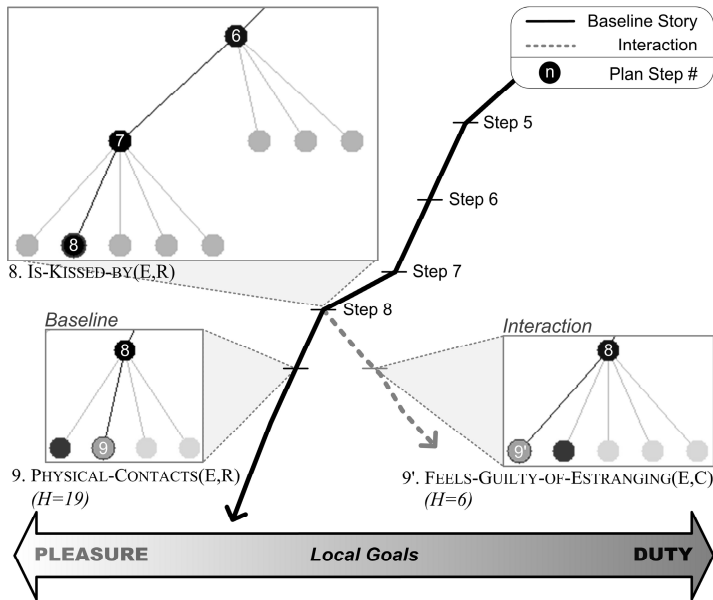 6
Baseline Story
Interaction
n Plan Step #
Step 5
7
Step 6
8
Step 7
8. IS-KISSED-BY(E,R)
Step 8
Baseline
Interaction
8
8
9
9'
9. PHYSICAL-CONTACTS(E,R)
9'. FEELS-GUILTY-OF-ESTRANGING(E,C)
(H=19)
(H=6)
PLEASURE Local Goals DUTY